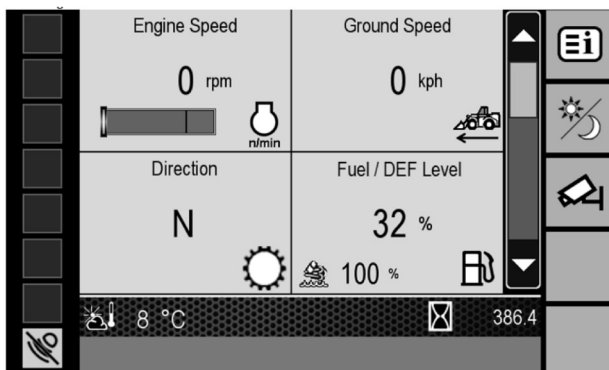 Engine Speed
Ground Speed
0 rpm
0 kph
n/min
Direction
Fuel / DEF Level
N
32 %
100 %
8 °C
386.4